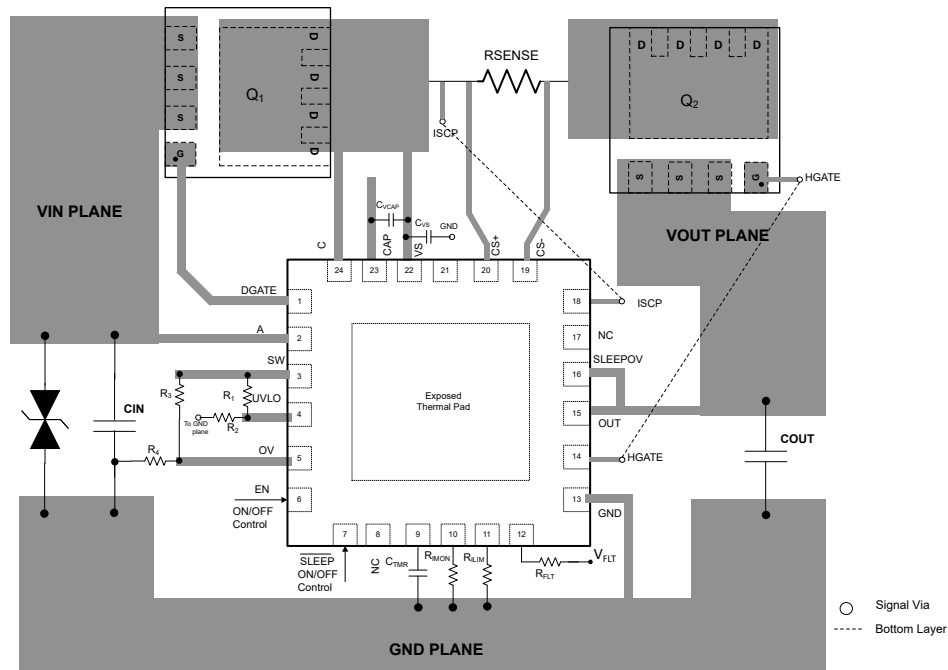 S
S
S
G
Q1
D
D
D
D
RSENSE
D D D D
Q2
S
S
S
G
HGATE
ISCP
VIN PLANE
VOUT PLANE
C
CVCAP
CAP
VS
CVS
GND
CS+
CS-
24
23
22
21
20
19
DGATE
1
18
ISCP
A
2
17
NC
SW
3
SLEEPOV
16
R3
R1
UVLO
4
15
OUT
To GND
plane
R2
Exposed
Thermal Pad
CIN
R4
OV
5
14
HGATE
COUT
EN
ON/OFF
Control
6
13
GND
7
8
9
10
11
12
SLEEP
ON/OFF
Control
NC
CTMR
RIMON
RILIM
RFLT
VFLT
GND PLANE
Signal Via
Bottom Layer